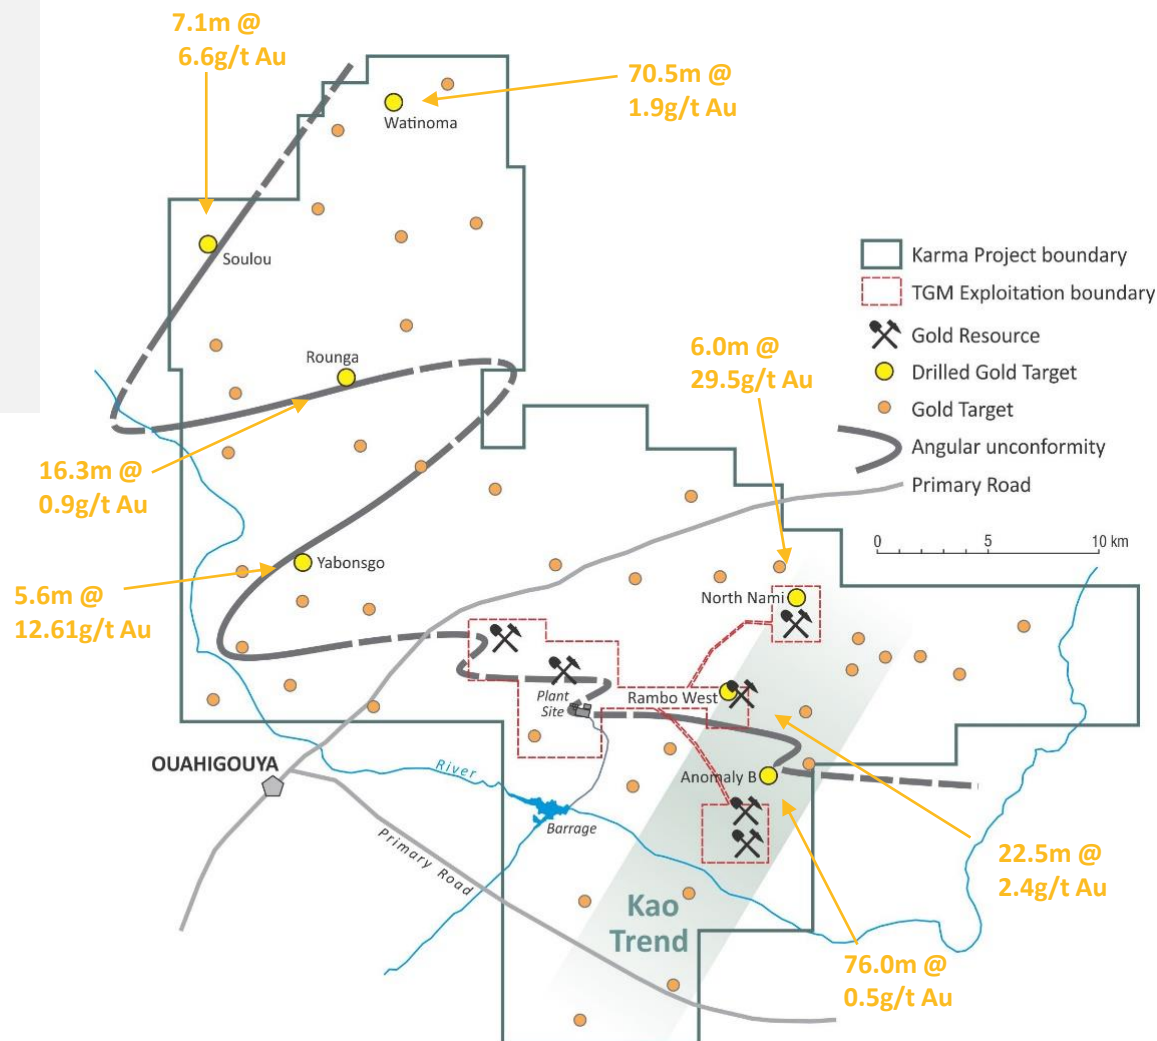 7.1m @
6.6g/t Au
70.5m @
1.9g/t Au
Watinoma
Soulou
Karma Project boundary
TGM Exploitation boundary
Gold Resource
Drilled Gold Target
Gold Target
Angular unconformity
Primary Road
0 5 10 km
Rounga
6.0m @
29.5g/t Au
16.3m @
0.9g/t Au
Yabonsgo
5.6m @
12.61g/t Au
North Nami
Plant
Site
Rambo West
OUAHIGOUYA
River
Anomaly B
Barrage
Primary Road
22.5m @
2.4g/t Au
Kao
Trend
76.0m @
0.5g/t Au